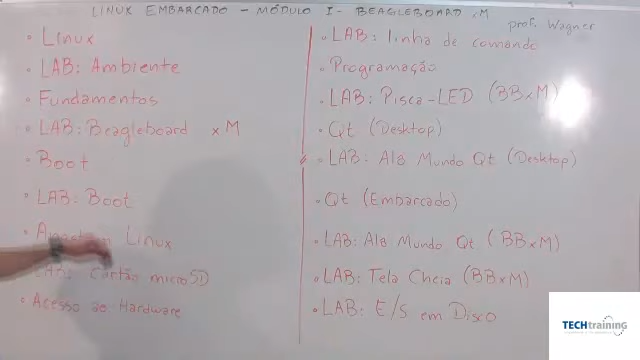 LINUX EMBARCADO - MÓDULO I - BEAGLEBOARD xM
prof. Wagner
• Linux
• LAB: Ambiente
• Fundamentos
• LAB: Beagleboard xM
• Boot
• LAB: Boot
Linux
LAB: Cartão microSD
• Acesso ao Hardware
• LAB: linha de comando
• Programação
• LAB: Pisca-LED (BBxM)
• Qt (Desktop)
• LAB: Alô Mundo Qt (Desktop)
• Qt (Embarcado)
• LAB: Alô Mundo Qt (BBxM)
• LAB: Tela Cheia (BBxM)
• LAB: E/S em Disco
TECHtraining